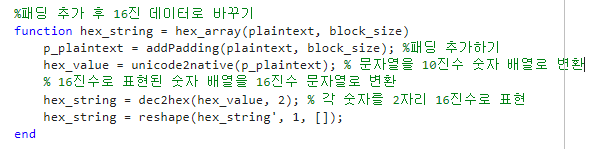 %패딩 추가 후 16진 데이터로 바꾸기
function hex_string = hex_array(plaintext, block_size)
    p_plaintext = addPadding(plaintext, block_size); %패딩 추가하기
    hex_value = unicode2native(p_plaintext); % 문자열을 10진수 숫자 배열로 변환
    % 16진수로 표현된 숫자 배열을 16진수 문자열로 변환
    hex_string = dec2hex(hex_value, 2); % 각 숫자를 2자리 16진수로 표현
    hex_string = reshape(hex_string', 1, []);
end